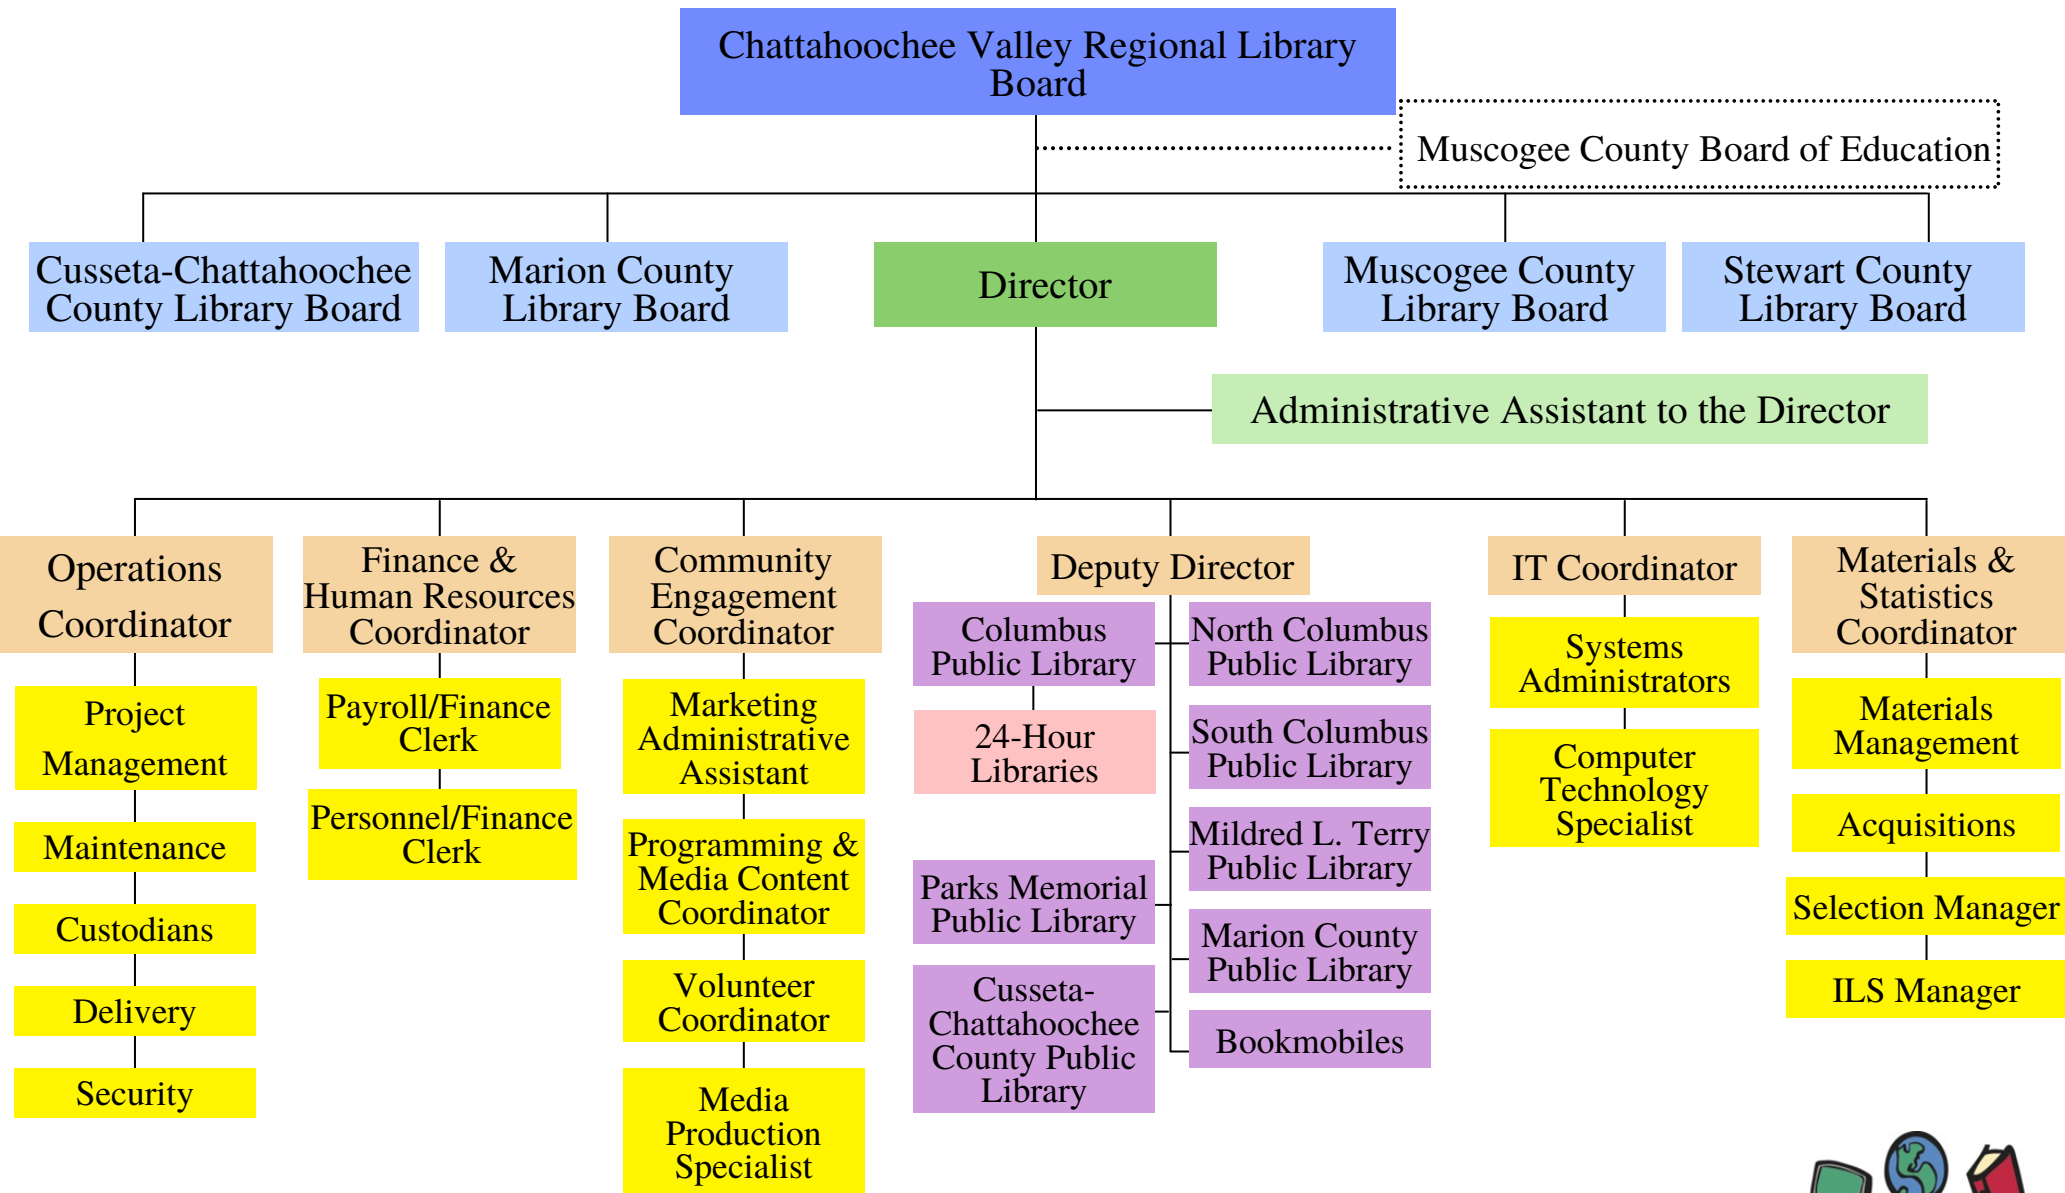 Chattahoochee Valley Regional Library
Board
Muscogee County Board of Education
Cusseta-Chattahoochee
County Library Board
Marion County
Library Board
Director
Muscogee County
Library Board
Stewart County
Library Board
Administrative Assistant to the Director
Operations
Coordinator
Project
Management
Maintenance
Custodians
Delivery
Security
Finance &
Human Resources
Coordinator
Payroll/Finance
Clerk
Personnel/Finance
Clerk
Community
Engagement
Coordinator
Marketing
Administrative
Assistant
Programming &
Media Content
Coordinator
Volunteer
Coordinator
Media
Production
Specialist
Deputy Director
Columbus
Public Library
24-Hour
Libraries
Parks Memorial
Public Library
Cusseta-
Chattahoochee
County Public
Library
North Columbus
Public Library
South Columbus
Public Library
Mildred L. Terry
Public Library
Marion County
Public Library
Bookmobiles
IT Coordinator
Systems
Administrators
Computer
Technology
Specialist
Materials &
Statistics
Coordinator
Materials
Management
Acquisitions
Selection Manager
ILS Manager